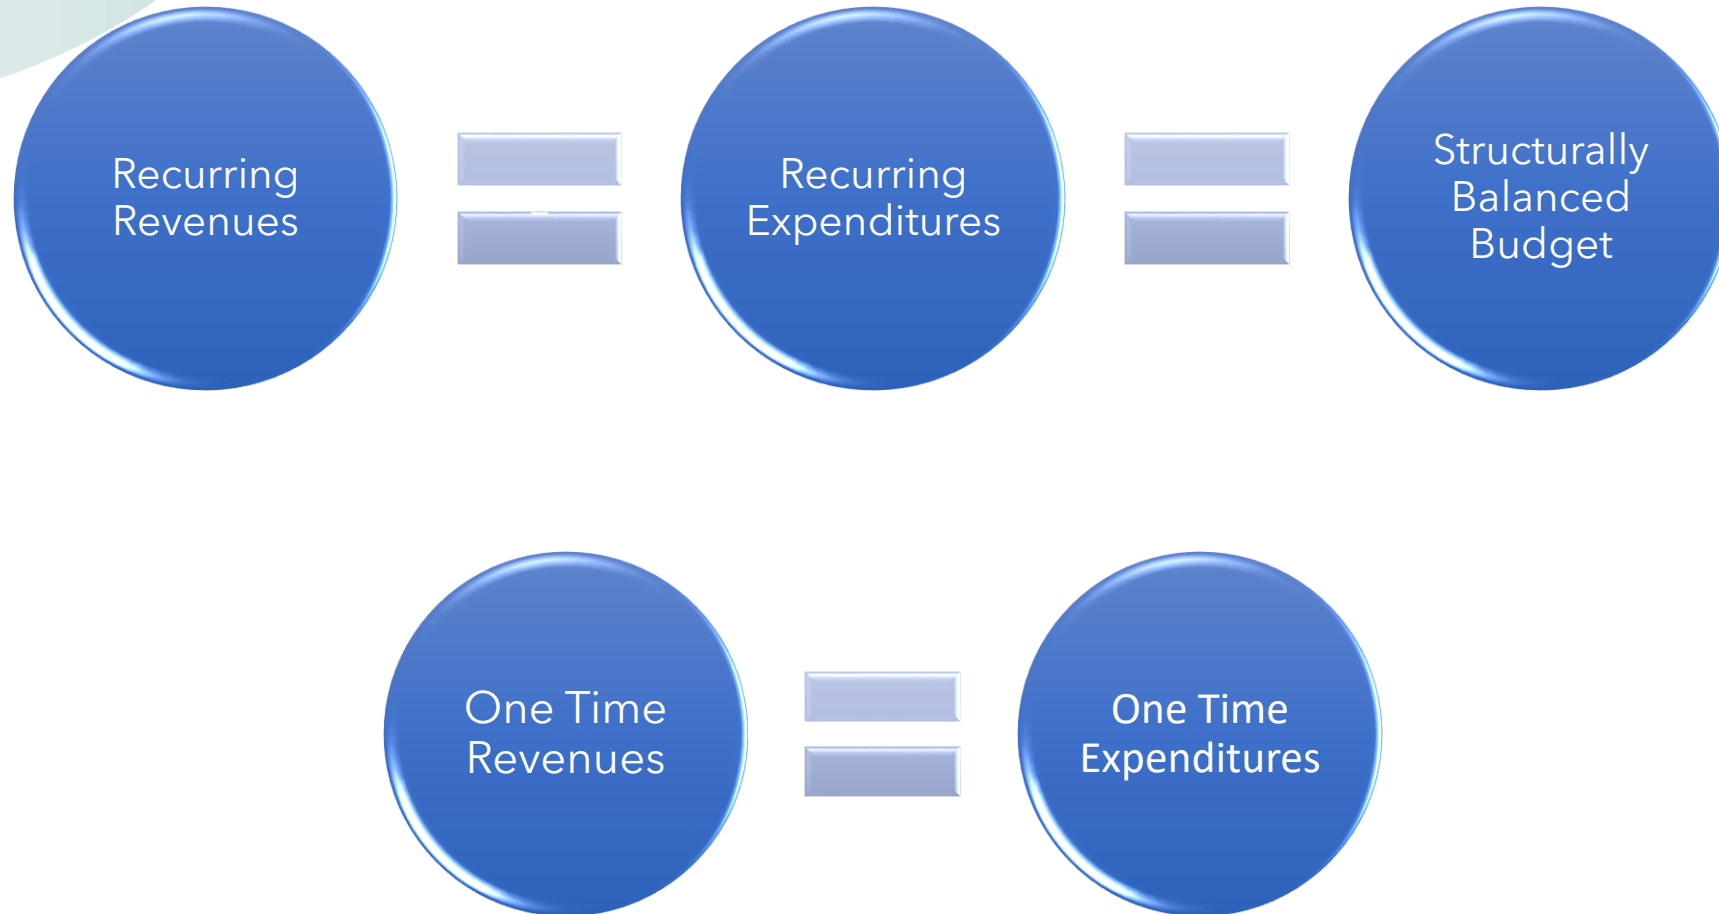 Recurring
Revenues
Recurring
Expenditures
Structurally
Balanced
Budget
One Time
Revenues
One Time
Expenditures